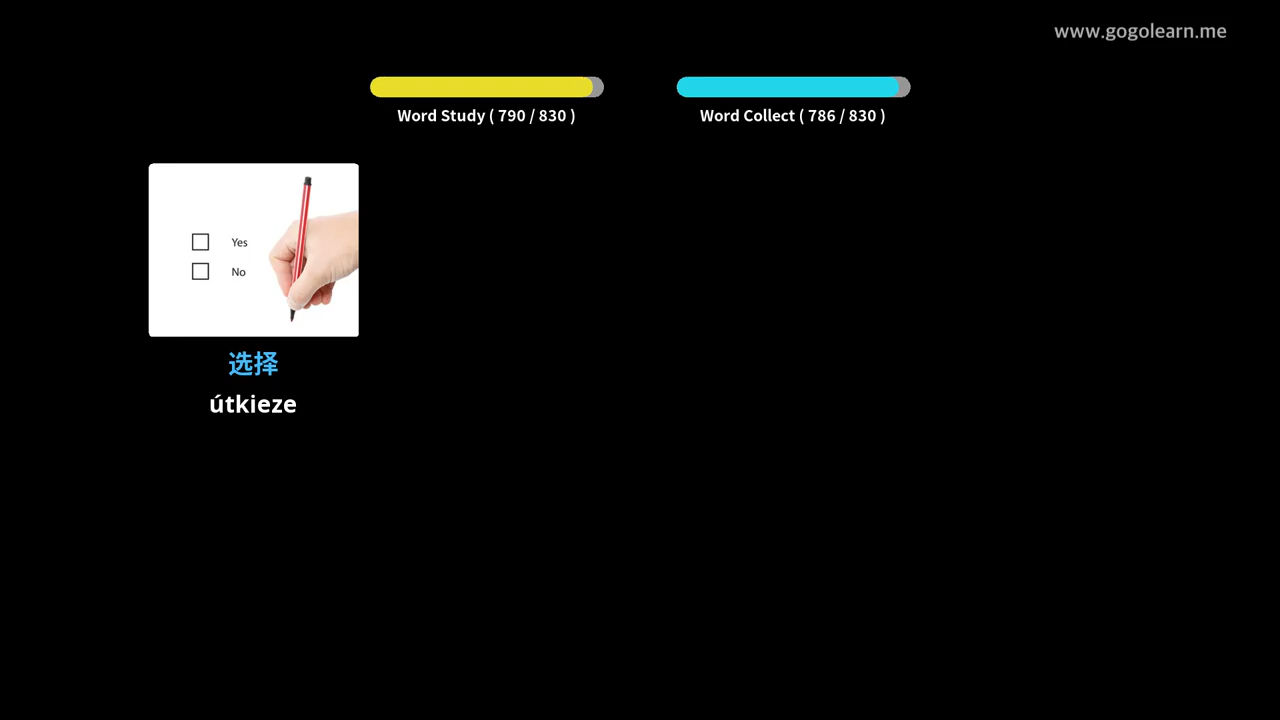 www.gogolearn.me
Word Study ( 790 / 830 )
Word Collect ( 786 / 830 )
Yes
No
选择
útkieze